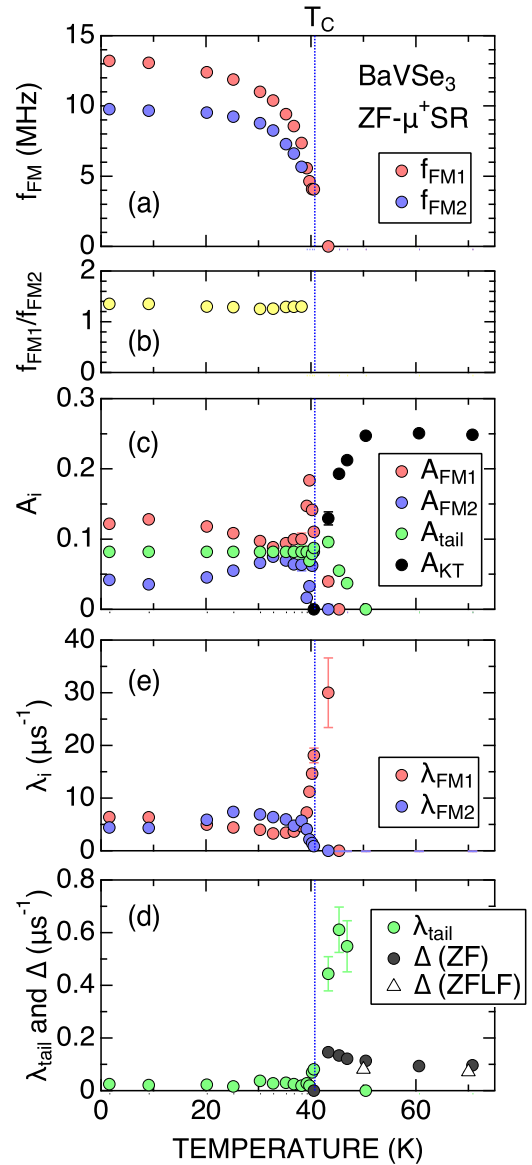 T_C
15
10
5
0
f_FM (MHz)
BaVSe₃
ZF-μ⁺SR
f_FM1
f_FM2
(a)
2
1
0
f_FM1/f_FM2
(b)
0.3
0.2
0.1
0
A_i
(c)
A_FM1
A_FM2
A_tail
A_KT
40
30
20
10
0
λ_i (μs⁻¹)
(e)
λ_FM1
λ_FM2
0.8
0.6
0.4
0.2
0
λ_tail and Δ (μs⁻¹)
(d)
λ_tail
Δ (ZF)
Δ (ZFLF)
0 20 40 60
TEMPERATURE (K)